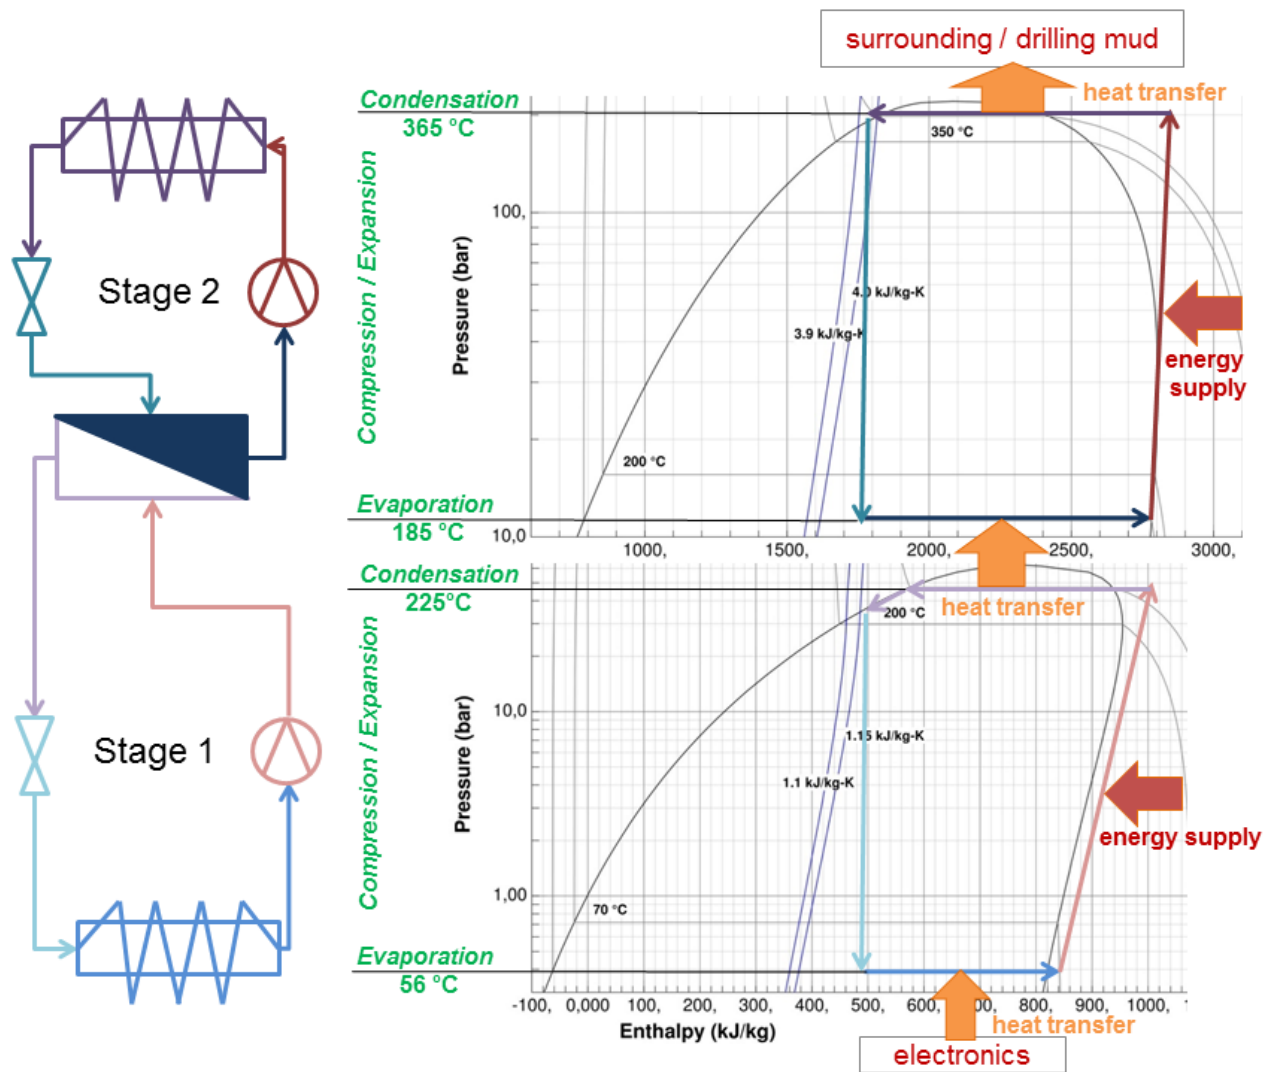 surrounding / drilling mud
heat transfer
Condensation
365 °C
350 °C
Compression / Expansion
Pressure (bar)
100,
Stage 2
4.0 kJ/kg-K
3.9 kJ/kg-K
energy
supply
200 °C
Evaporation
185 °C
10,0
1000,
1500,
2000,
2500,
3000,
Condensation
225°C
heat transfer
200 °C
Compression / Expansion
Pressure (bar)
10,0
Stage 1
1.15 kJ/kg-K
1.1 kJ/kg-K
energy supply
1,00
70 °C
Evaporation
56 °C
-100,
0,000
100,
200,
300,
400,
500,
600,
800,
900,
1000,
Enthalpy (kJ/kg)
heat transfer
electronics